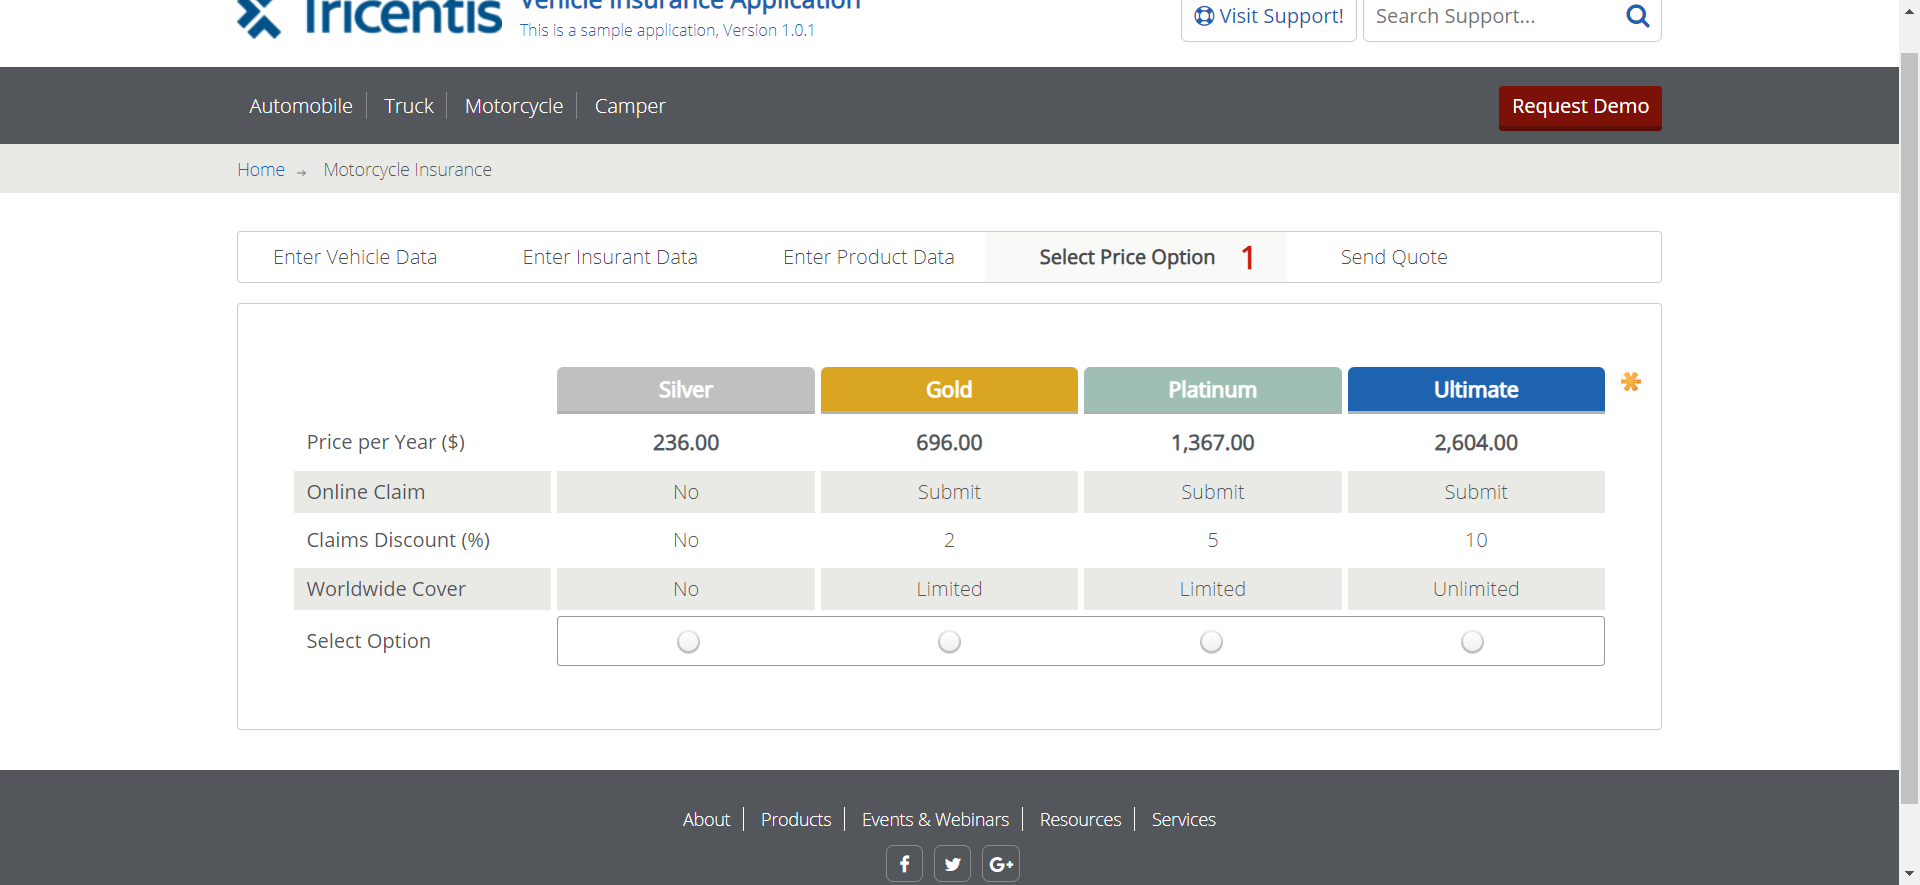 Tricentis
Vehicle Insurance Application
This is a sample application, Version 1.0.1
Visit Support!
Search Support...
Automobile
Truck
Motorcycle
Camper
Request Demo
Home → Motorcycle Insurance
Enter Vehicle Data
Enter Insurant Data
Enter Product Data
Select Price Option 1
Send Quote
Silver Gold Platinum Ultimate
Price per Year ($) 236.00 696.00 1,367.00 2,604.00
Online Claim No Submit Submit Submit
Claims Discount (%) No 2 5 10
Worldwide Cover No Limited Limited Unlimited
Select Option
About
Products
Events & Webinars
Resources
Services